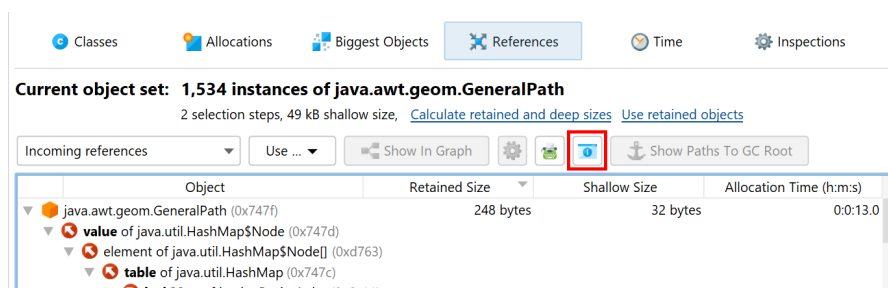 Classes Allocations Biggest Objects References Time Inspections
Current object set: 1,534 instances of java.awt.geom.GeneralPath
2 selection steps, 49 kB shallow size, Calculate retained and deep sizes Use retained objects
Incoming references Use ... Show In Graph Show Paths To GC Root
Object Retained Size Shallow Size Allocation Time (h:m:s)
java.awt.geom.GeneralPath (0x747f) 248 bytes 32 bytes 0:0:13.0
value of java.util.HashMap$Node (0x747d)
element of java.util.HashMap$Node[] (0xd763)
table of java.util.HashMap (0x747c)